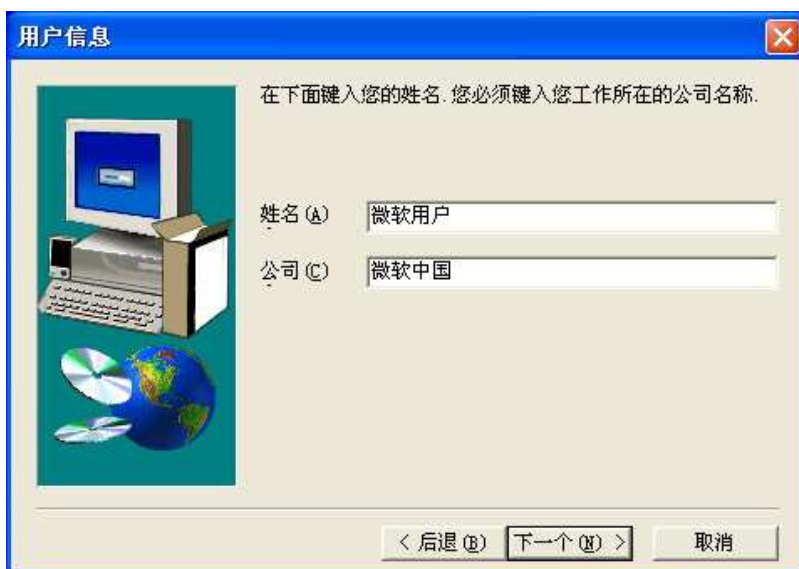 用户信息
在下面键入您的姓名.您必须键入您工作所在的公司名称.
姓名(A) 微软用户
公司(C) 微软中国
< 后退(B) 下一个(N) > 取消